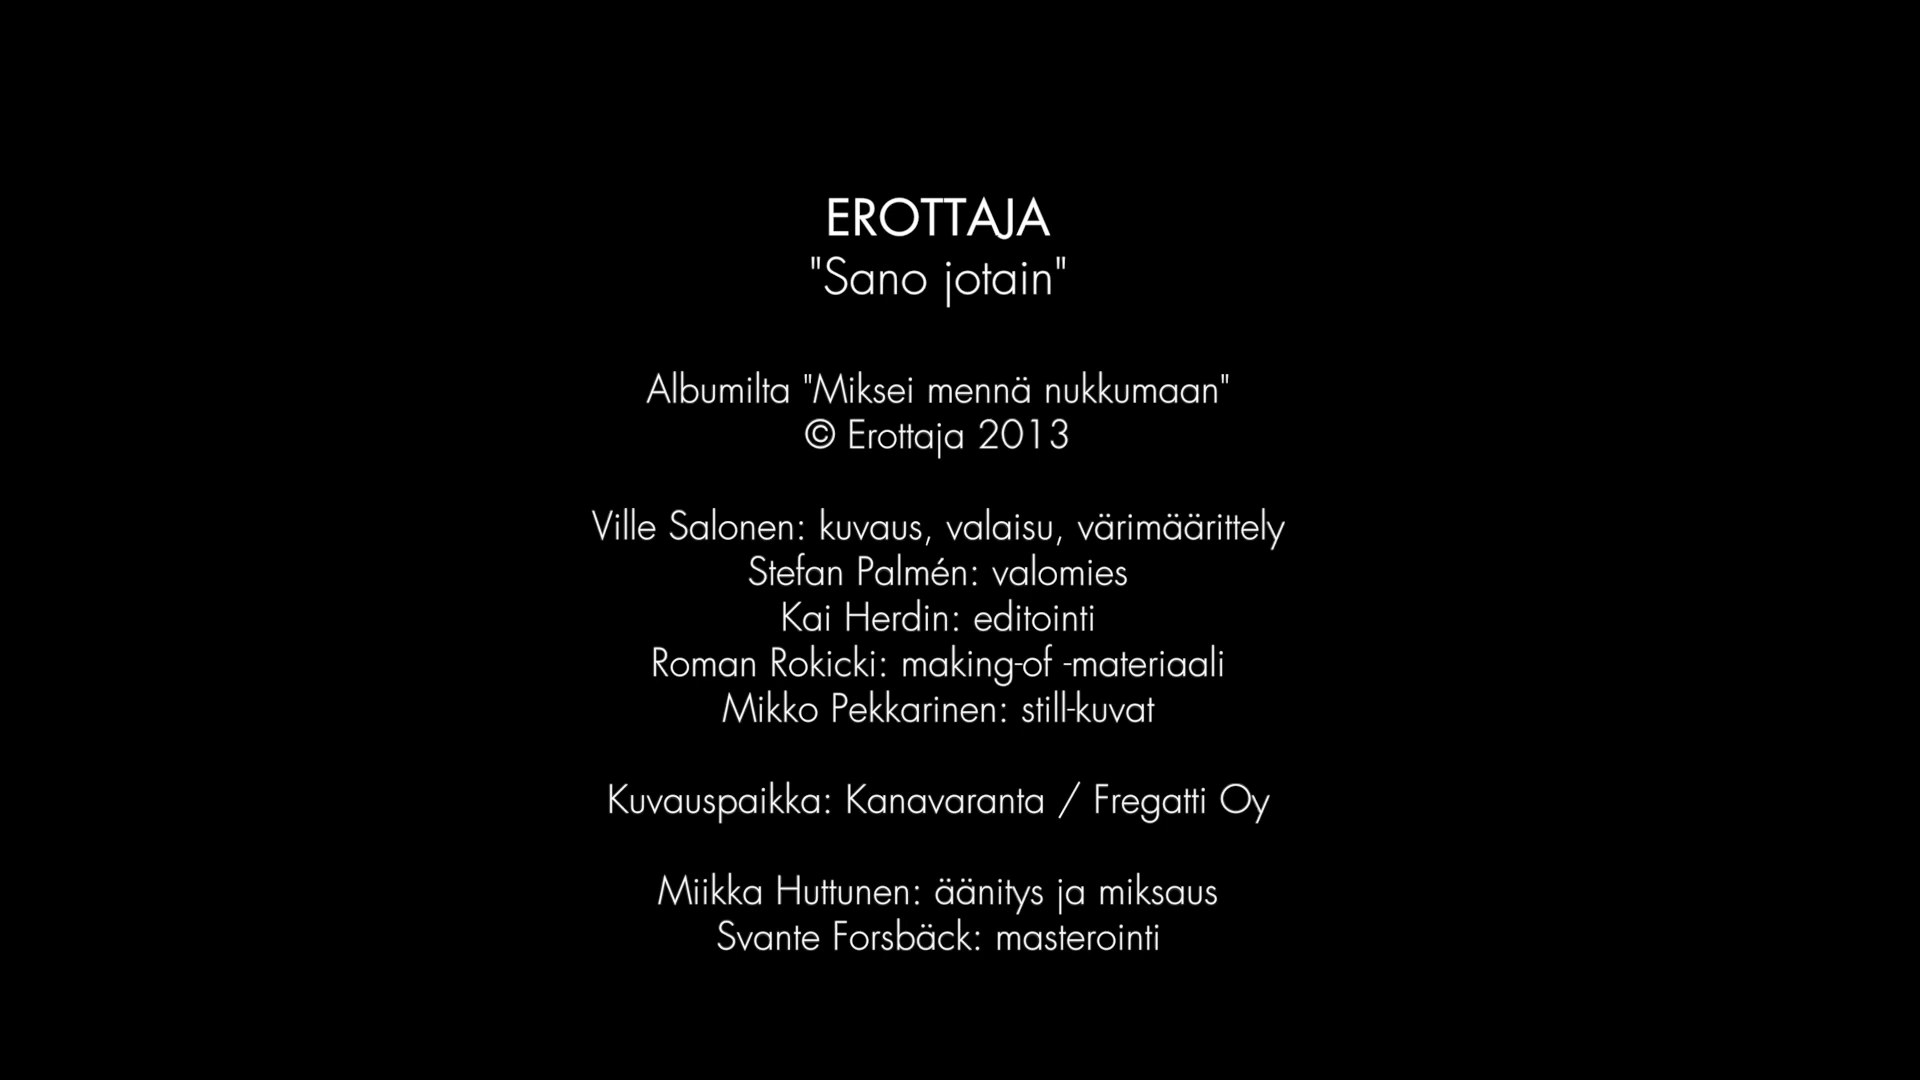 EROTTAJA
"Sano jotain"
Albumilta "Miksei mennä nukkumaan"
© Erottaja 2013
Ville Salonen: kuvaus, valaisu, värimäärittely
Stefan Palmén: valomies
Kai Herdin: editointi
Roman Rokicki: making-of -materiaali
Mikko Pekkarinen: still-kuvat
Kuvauspaikka: Kanavaranta / Fregatti Oy
Miikka Huttunen: äänitys ja miksaus
Svante Forsbäck: masterointi